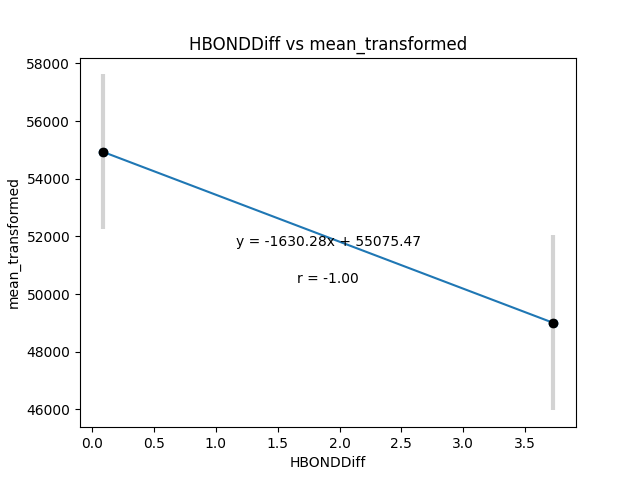 HBONDDiff vs mean_transformed
58000
56000
54000
52000
50000
48000
46000
mean_transformed
y = -1630.28x + 55075.47
r = -1.00
0.0 0.5 1.0 1.5 2.0 2.5 3.0 3.5
HBONDDiff